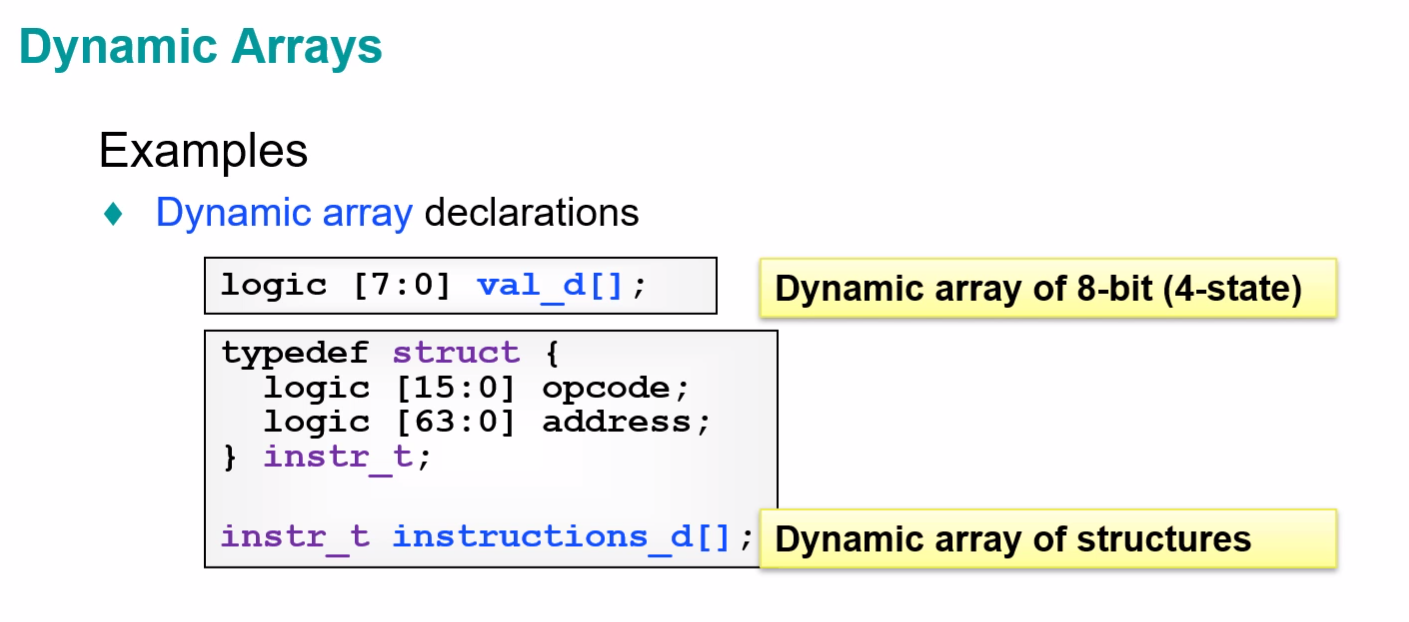 Dynamic Arrays
Examples
Dynamic array declarations
logic [7:0] val_d[];
Dynamic array of 8-bit (4-state)
typedef struct {
logic [15:0] opcode;
logic [63:0] address;
} instr_t;
instr_t instructions_d[];
Dynamic array of structures